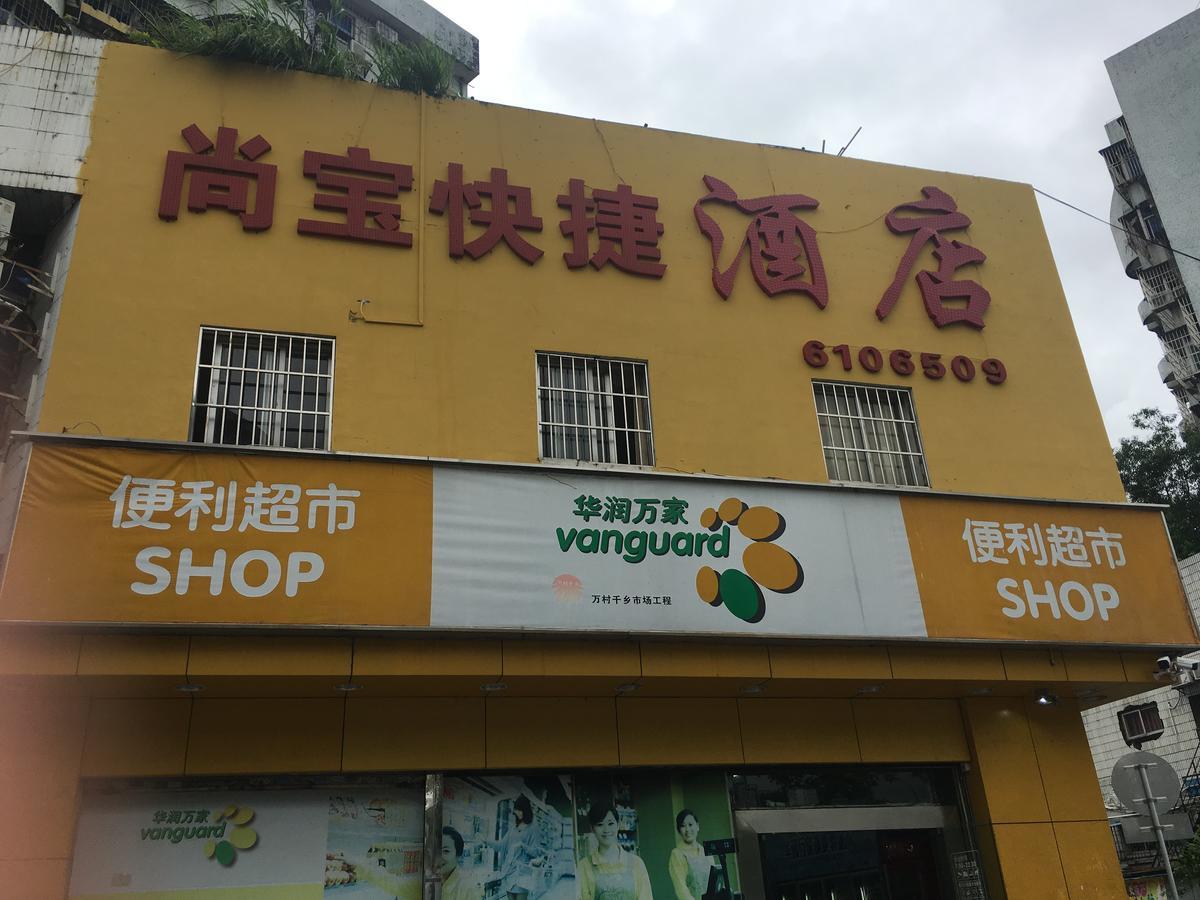 尚宝快捷酒店
6106509
便利超市
SHOP
华润万家
vanguard
万村千乡市场工程
便利超市
SHOP
华润万家
vanguard